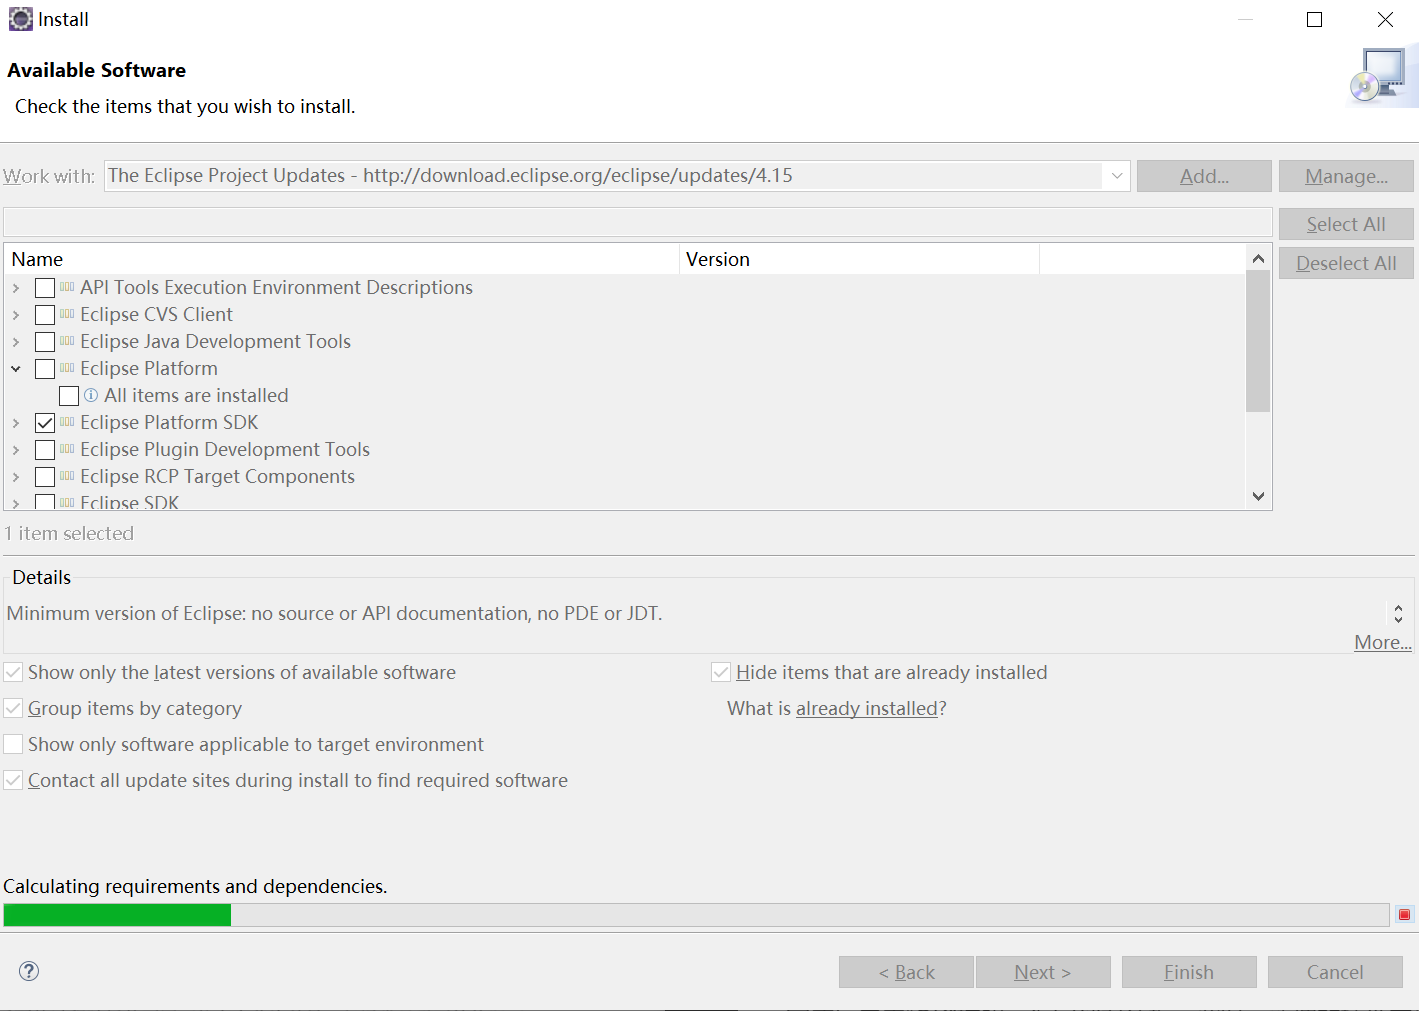 Install
Available Software
Check the items that you wish to install.
Work with: The Eclipse Project Updates - http://download.eclipse.org/eclipse/updates/4.15 Add... Manage...
Select All
Name Version
Deselect All
API Tools Execution Environment Descriptions
Eclipse CVS Client
Eclipse Java Development Tools
Eclipse Platform
All items are installed
Eclipse Platform SDK
Eclipse Plugin Development Tools
Eclipse RCP Target Components
Eclipse SDK
1 item selected
Details
Minimum version of Eclipse: no source or API documentation, no PDE or JDT.
More...
Show only the latest versions of available software Hide items that are already installed
Group items by category What is already installed?
Show only software applicable to target environment
Contact all update sites during install to find required software
Calculating requirements and dependencies.
? < Back Next > Finish Cancel